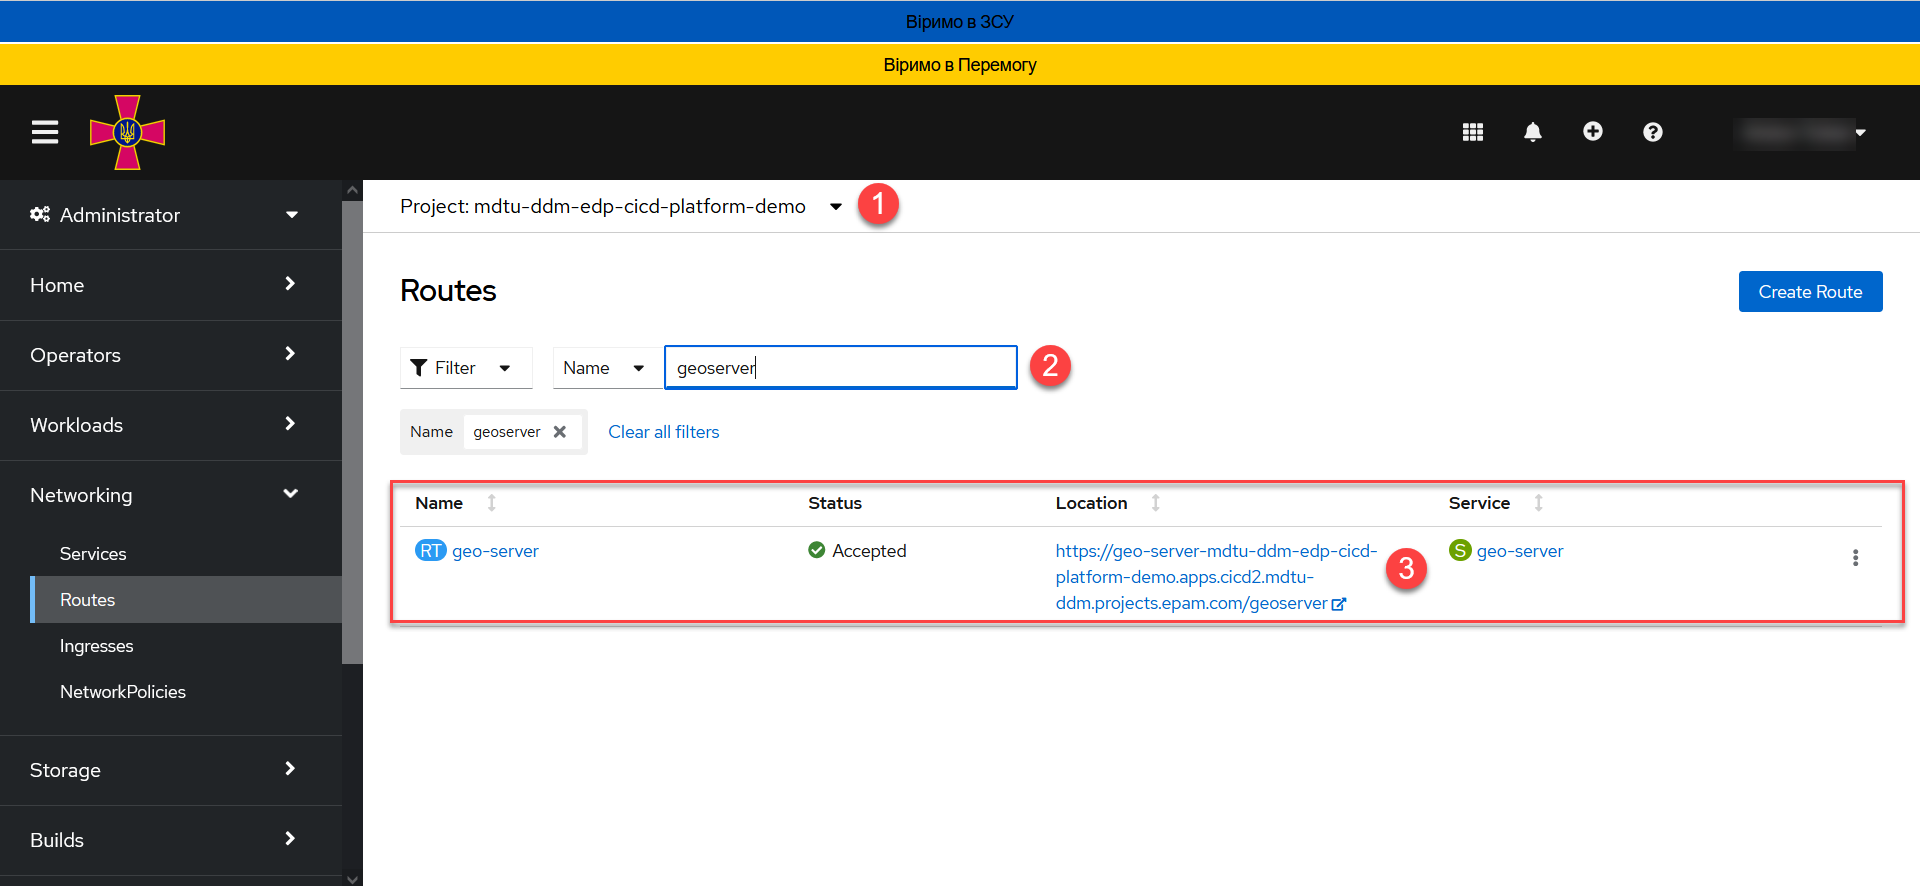 Віримо в ЗСУ
Віримо в Перемогу
Administrator
Home
Operators
Workloads
Networking
Services
Routes
Ingresses
NetworkPolicies
Storage
Builds
Project: mdtu-ddm-edp-cicd-platform-demo
1
Routes
Create Route
Filter
Name
geoserver
2
Name
geoserver
Clear all filters
Name
Status
Location
Service
RT geo-server
Accepted
https://geo-server-mdtu-ddm-edp-cicd-
platform-demo.apps.cicd2.mdtu-
ddm.projects.epam.com/geoserver
3
S geo-server